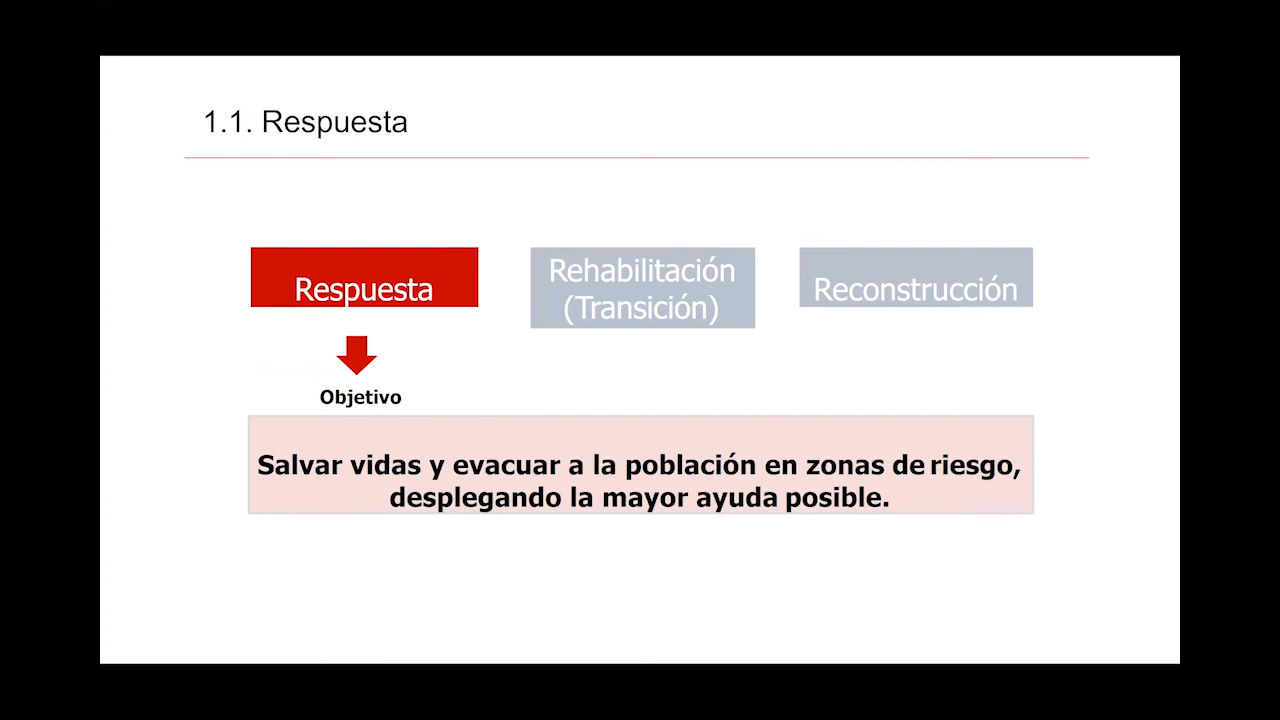 1.1. Respuesta
Respuesta
Rehabilitación
(Transición)
Reconstrucción
Objetivo
Salvar vidas y evacuar a la población en zonas de riesgo,
desplegando la mayor ayuda posible.